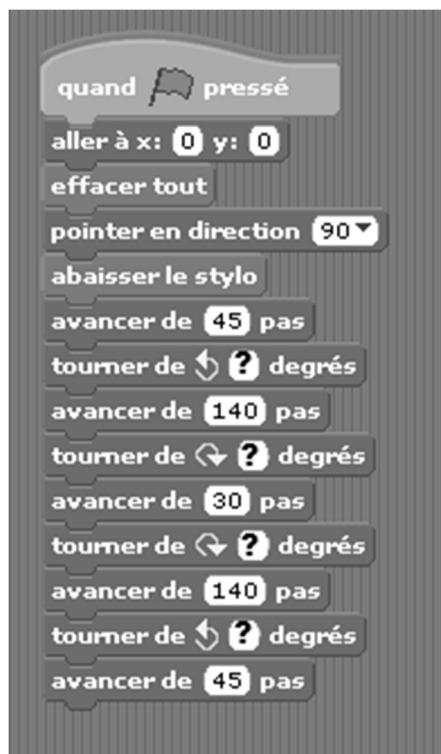 quand pressé
aller à x: 0 y: 0
effacer tout
pointer en direction 90
abaisser le stylo
avancer de 45 pas
tourner de ? degrés
avancer de 140 pas
tourner de ? degrés
avancer de 30 pas
tourner de ? degrés
avancer de 140 pas
tourner de ? degrés
avancer de 45 pas